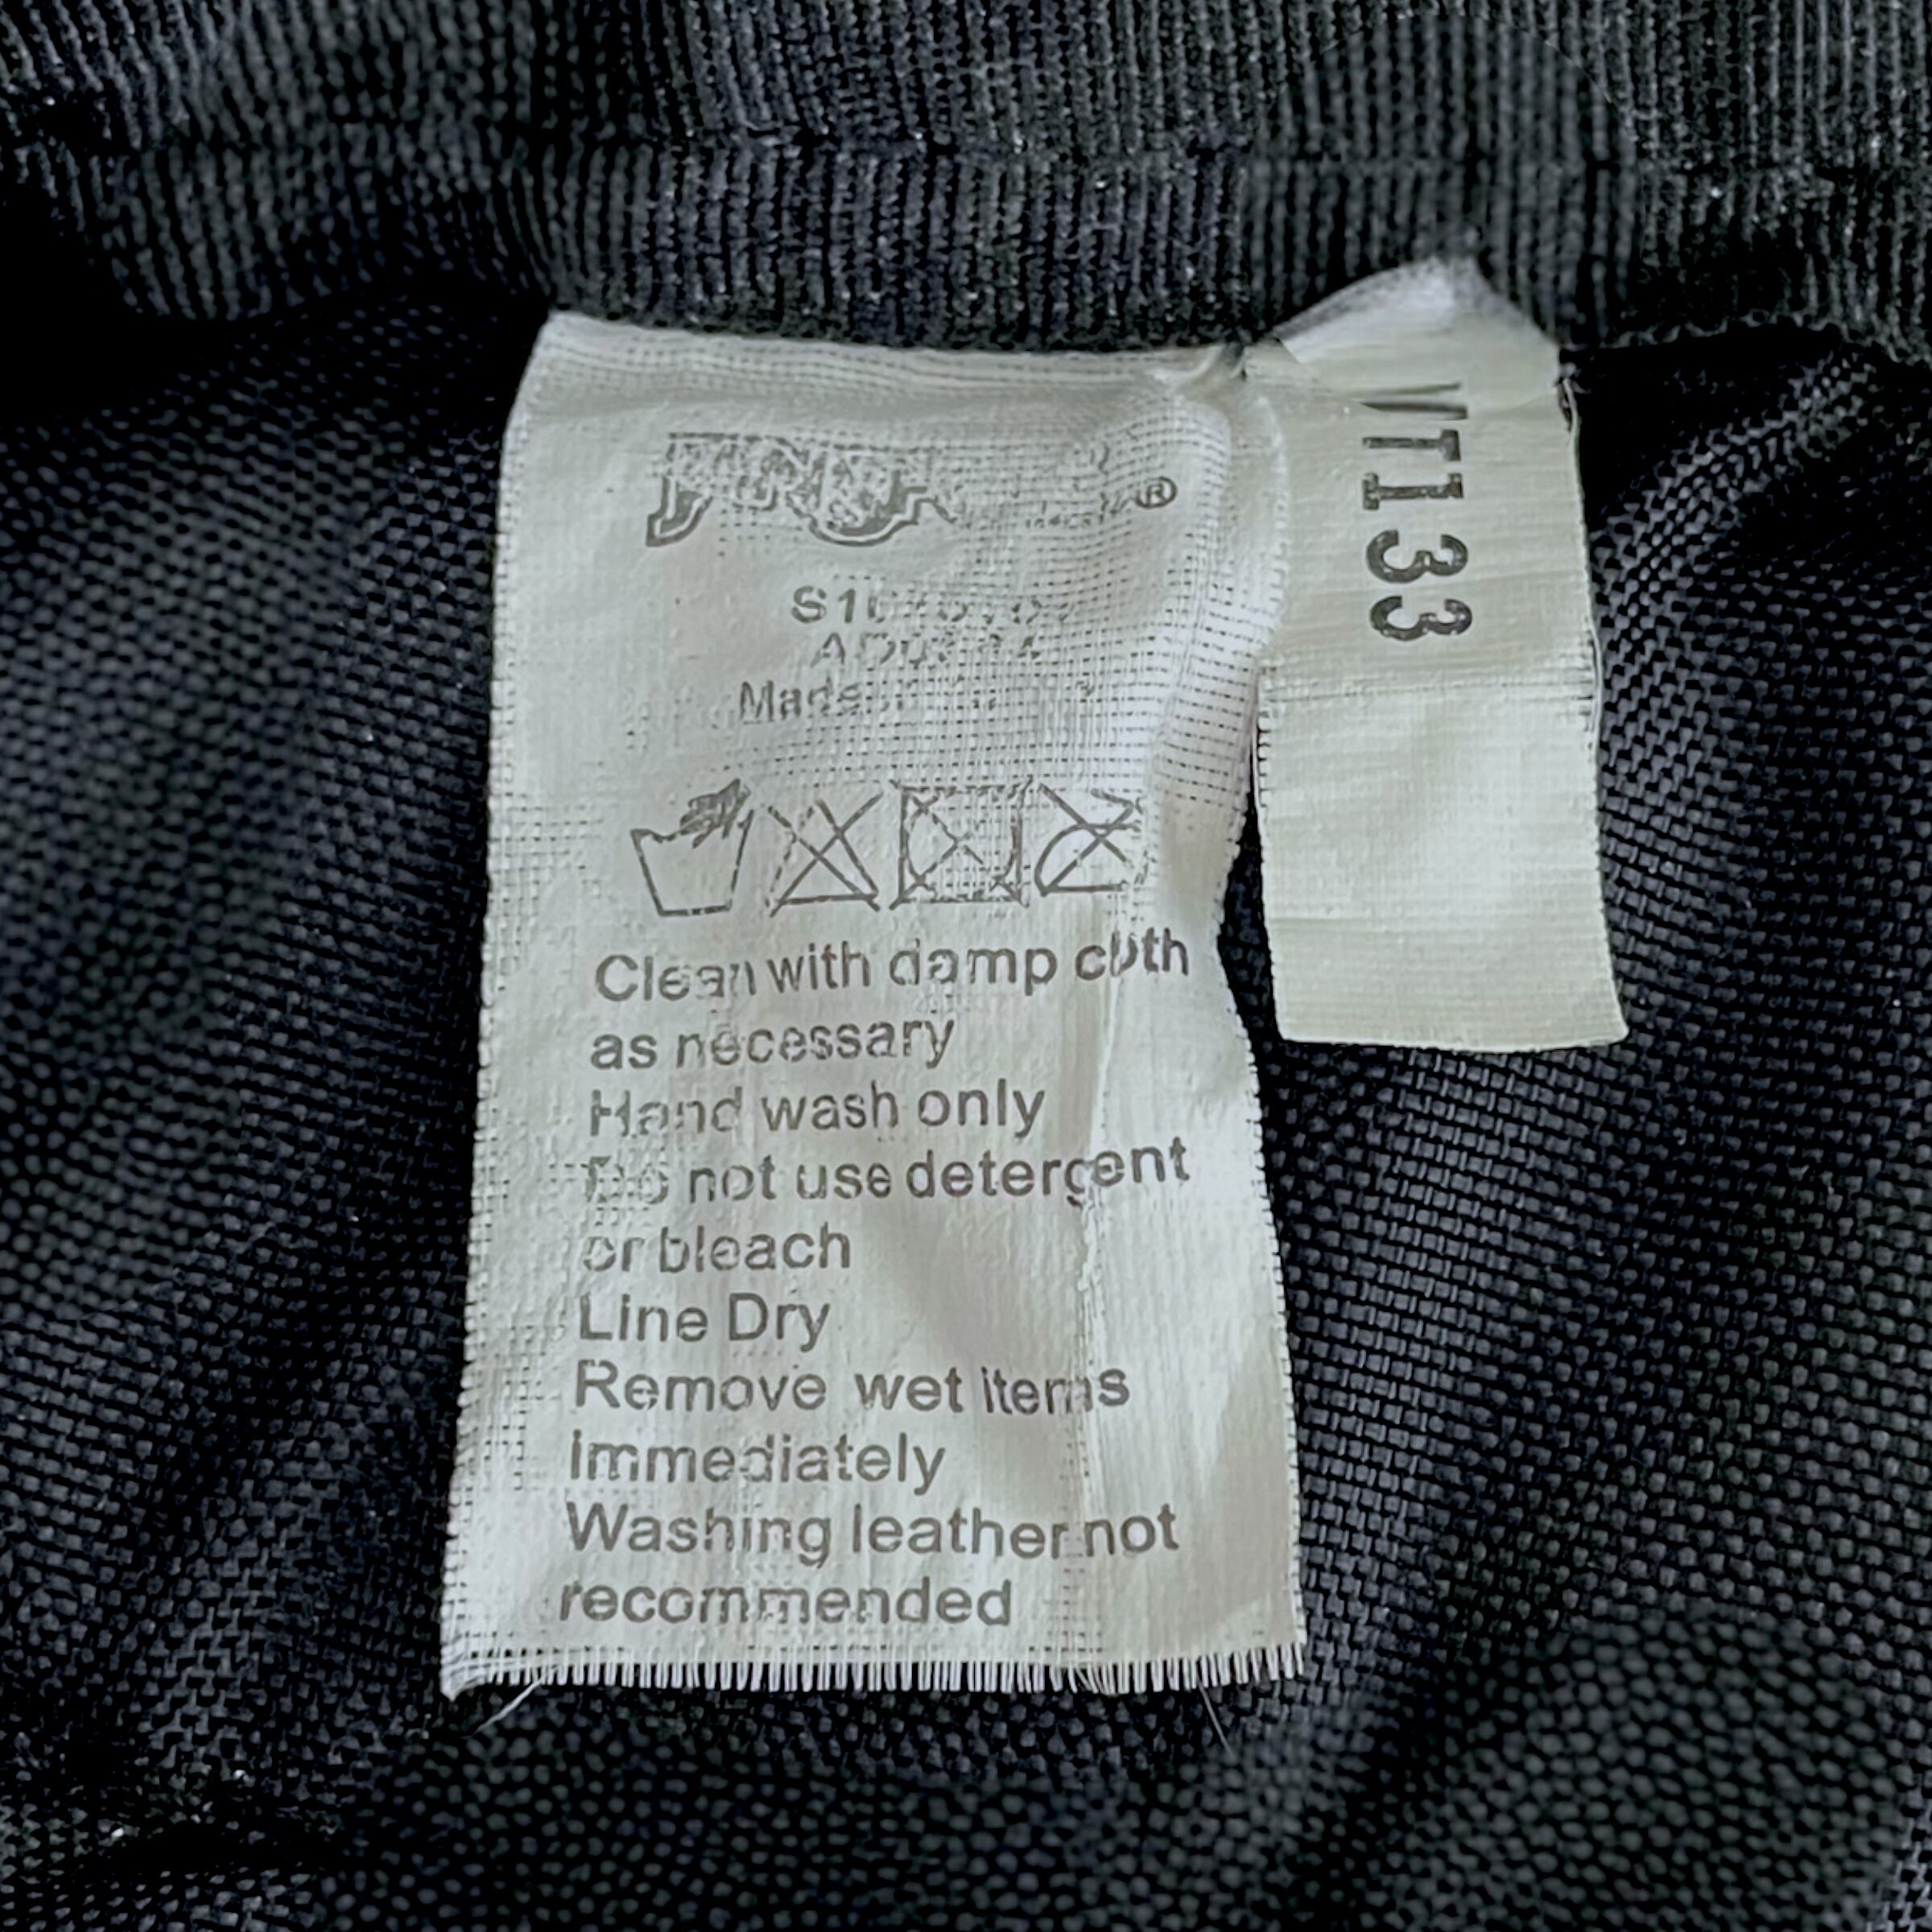 ®
Clean with damp cloth
as necessary
Hand wash only
Do not use detergent
or bleach
Line Dry
Remove wet items
immediately
Washing leather not
recommended